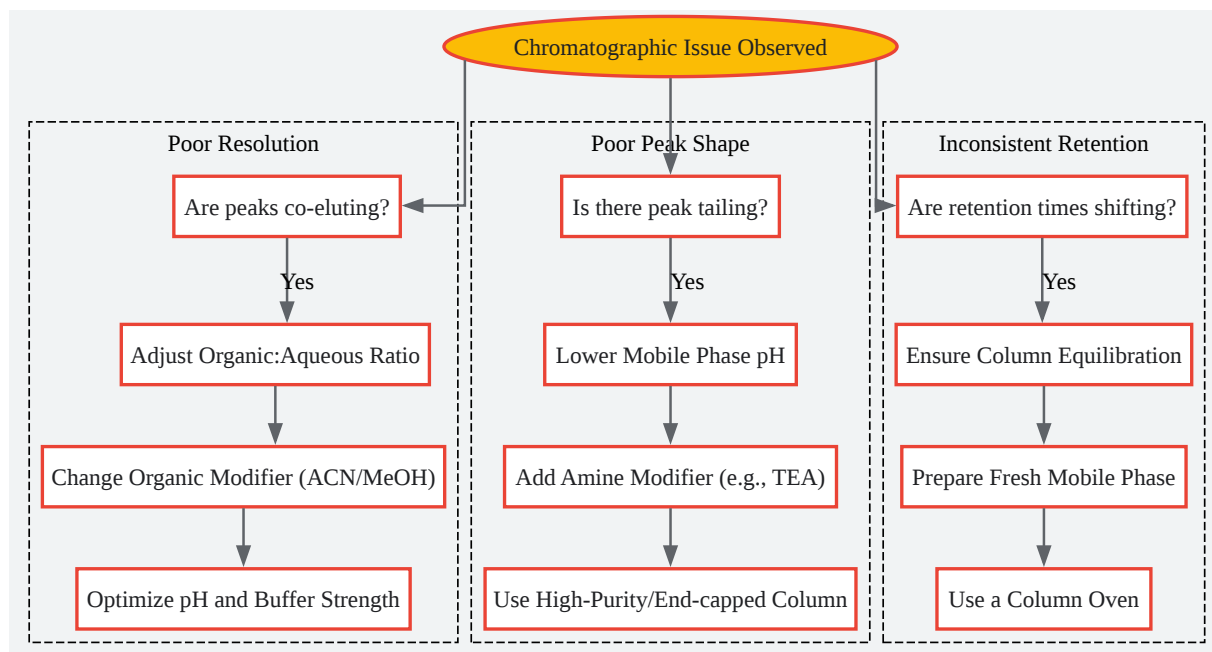 Chromatographic Issue Observed
Poor Resolution
Are peaks co-eluting?
Yes
Adjust Organic:Aqueous Ratio
Change Organic Modifier (ACN/MeOH)
Optimize pH and Buffer Strength
Poor Peak Shape
Is there peak tailing?
Yes
Lower Mobile Phase pH
Add Amine Modifier (e.g., TEA)
Use High-Purity/End-capped Column
Inconsistent Retention
Are retention times shifting?
Yes
Ensure Column Equilibration
Prepare Fresh Mobile Phase
Use a Column Oven